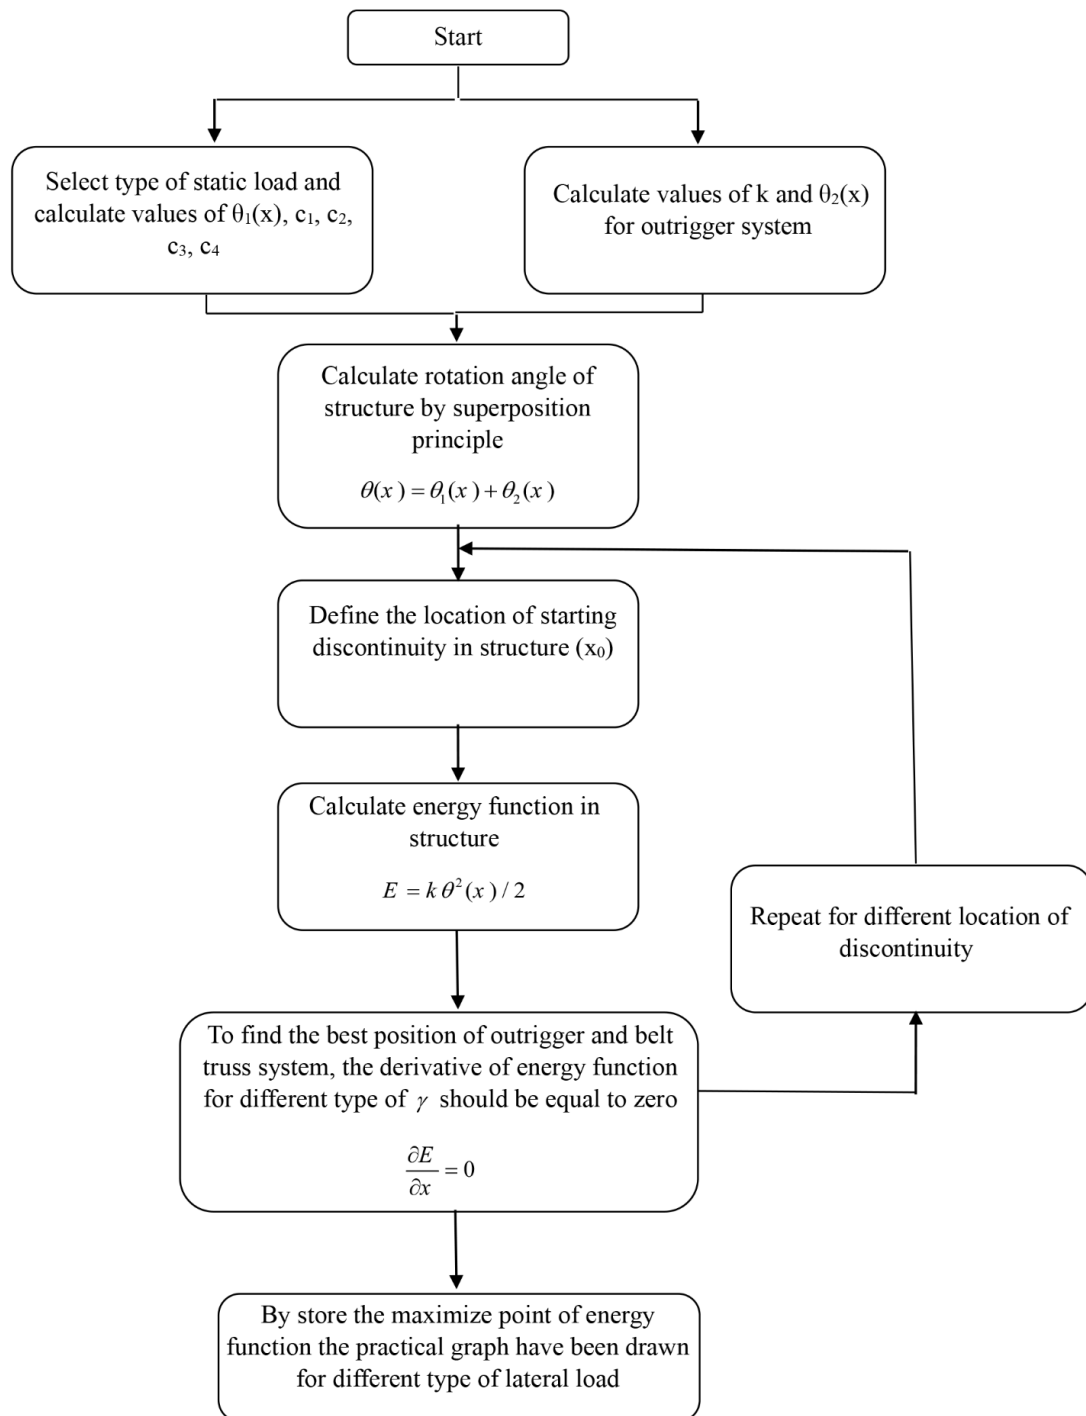 Start
Select type of static load and
calculate values of θ₁(x), c₁, c₂,
c₃, c₄
Calculate values of k and θ₂(x)
for outrigger system
Calculate rotation angle of
structure by superposition
principle
θ(x) = θ₁(x) + θ₂(x)
Define the location of starting
discontinuity in structure (x₀)
Calculate energy function in
structure
E = k θ²(x) / 2
Repeat for different location of
discontinuity
To find the best position of outrigger and belt
truss system, the derivative of energy function
for different type of γ should be equal to zero
∂E/∂x = 0
By store the maximize point of energy
function the practical graph have been drawn
for different type of lateral load